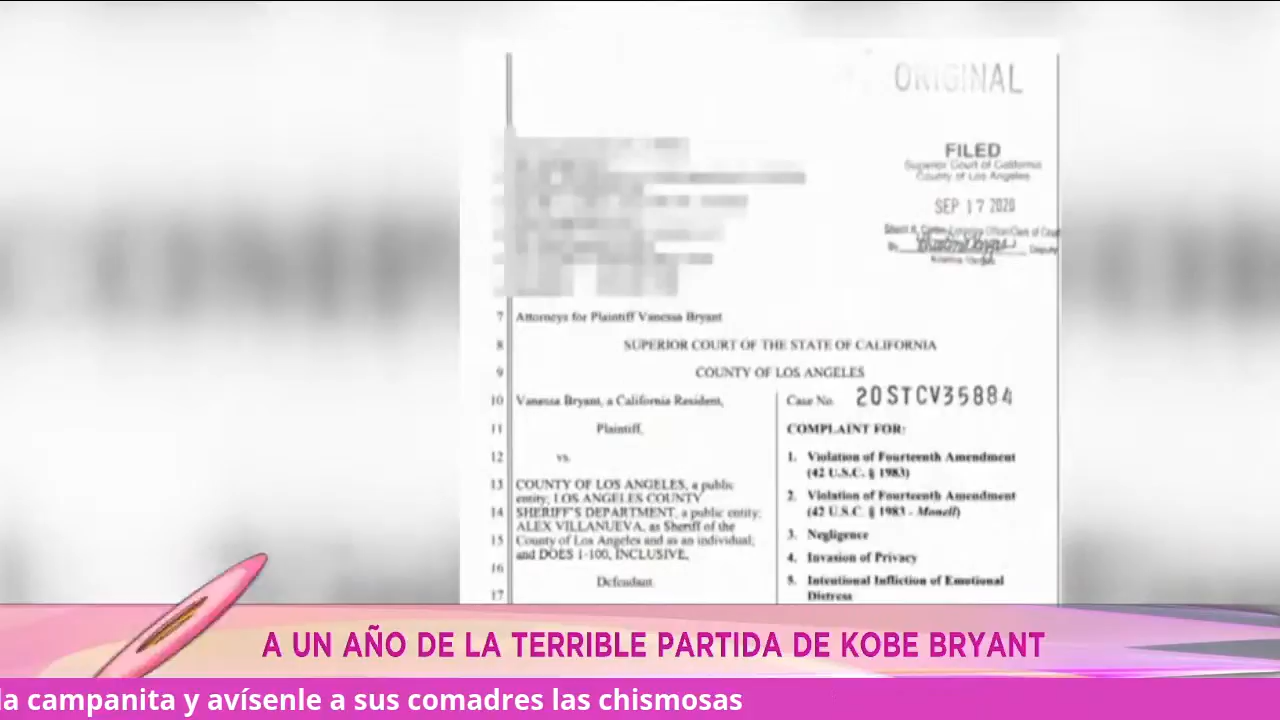 ORIGINAL
FILED
Superior Court of California
County of Los Angeles
SEP 17 2020
Deputy
7 Attorneys for Plaintiff Vanessa Bryant
8 SUPERIOR COURT OF THE STATE OF CALIFORNIA
9 COUNTY OF LOS ANGELES
10 Vanessa Bryant, a California Resident,
11 Plaintiff,
12 vs.
13 COUNTY OF LOS ANGELES, a public
entity; LOS ANGELES COUNTY
14 SHERIFF'S DEPARTMENT, a public entity;
ALEX VILLANUEVA, as Sheriff of the
15 County of Los Angeles and as an individual;
and DOES 1-100, INCLUSIVE,
16
Defendant.
17
Case No. 20STCV35884
COMPLAINT FOR:
1. Violation of Fourteenth Amendment
(42 U.S.C. § 1983)
2. Violation of Fourteenth Amendment
(42 U.S.C. § 1983 - Monell)
3. Negligence
4. Invasion of Privacy
5. Intentional Infliction of Emotional
Distress
A UN AÑO DE LA TERRIBLE PARTIDA DE KOBE BRYANT
la campanita y avísenle a sus comadres las chismosas